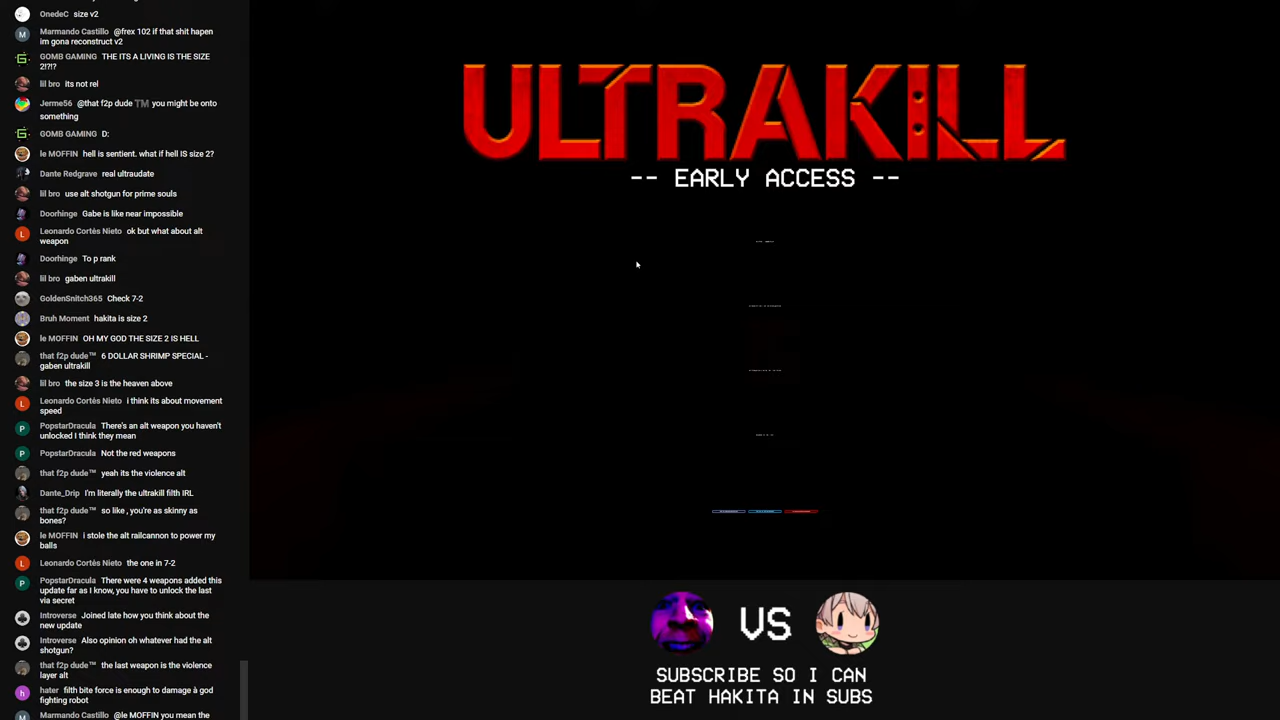 OnedeC size v2
Marmando Castillo @frex 102 if that shit hapen
im gona reconstruct v2
GOMB GAMING THE ITS A LIVING IS THE SIZE
2!?!?
lil bro its not rel
Jerme56 @that f2p dude™️ you might be onto
something
GOMB GAMING D:
le MOFFIN hell is sentient. what if hell IS size 2?
Dante Redgrave real ultraudate
lil bro use alt shotgun for prime souls
Doorhinge Gabe is like near impossible
Leonardo Cortès Nieto ok but what about alt
weapon
Doorhinge To p rank
lil bro gaben ultrakill
GoldenSnitch365 Check 7-2
Bruh Moment hakita is size 2
le MOFFIN OH MY GOD THE SIZE 2 IS HELL
that f2p dude™ 6 DOLLAR SHRIMP SPECIAL -
gaben ultrakill
lil bro the size 3 is the heaven above
Leonardo Cortès Nieto i think its about movement
speed
PopstarDracula There's an alt weapon you haven't
unlocked I think they mean
PopstarDracula Not the red weapons
that f2p dude™ yeah its the violence alt
Dante_Drip I'm literally the ultrakill filth IRL
that f2p dude™ so like , you're as skinny as
bones?
le MOFFIN i stole the alt railcannon to power my
balls
Leonardo Cortès Nieto the one in 7-2
PopstarDracula There were 4 weapons added this
update far as I know, you have to unlock the last
via secret
Introverse Joined late how you think about the
new update
Introverse Also opinion oh whatever had the alt
shotgun?
that f2p dude™ the last weapon is the violence
layer alt
hater filth bite force is enough to damage à god
fighting robot
Marmando Castillo @le MOFFIN you mean the
ULTRAKILL
-- EARLY ACCESS --
VS
SUBSCRIBE SO I CAN
BEAT HAKITA IN SUBS